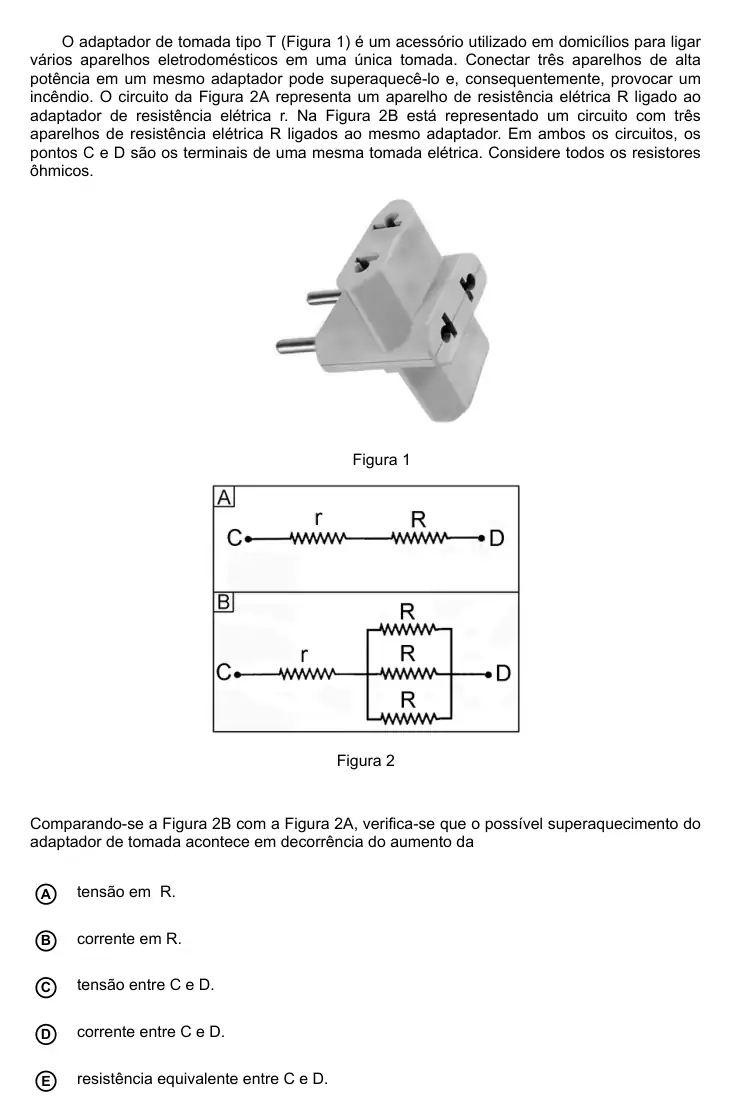 O adaptador de tomada tipo T (Figura 1) é um acessório utilizado em domicílios para ligar
vários aparelhos eletrodomésticos em uma única tomada. Conectar três aparelhos de alta
potência em um mesmo adaptador pode superaquecê-lo e, consequentemente, provocar um
incêndio. O circuito da Figura 2A representa um aparelho de resistência elétrica R ligado ao
adaptador de resistência elétrica r. Na Figura 2B está representado um circuito com três
aparelhos de resistência elétrica R ligados ao mesmo adaptador. Em ambos os circuitos, os
pontos C e D são os terminais de uma mesma tomada elétrica. Considere todos os resistores
ôhmicos.
Figura 1
A
r R
C D
B
R
r R
C D
R
Figura 2
Comparando-se a Figura 2B com a Figura 2A, verifica-se que o possível superaquecimento do
adaptador de tomada acontece em decorrência do aumento da
A tensão em R.
B corrente em R.
C tensão entre C e D.
D corrente entre C e D.
E resistência equivalente entre C e D.